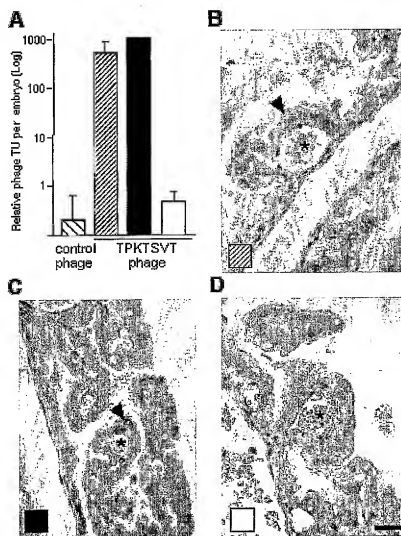 A
Relative phage TU per embryo (Log)
1000
100
10
1
control phage
TPKTSVT phage
B
*
C
*
D
*